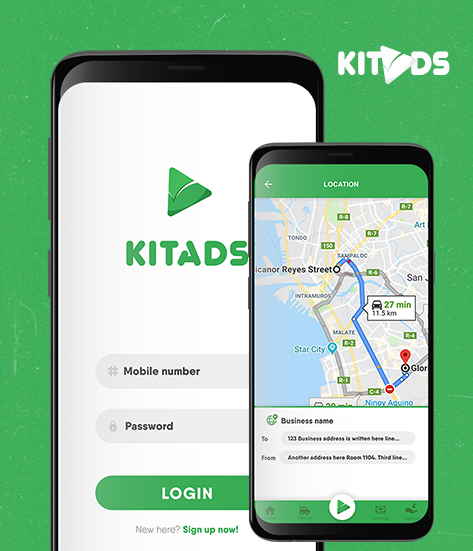 KITADS
KITADS
Mobile number
Password
LOGIN
New here? Sign up now!
LOCATION
R-7
R-8
Art
TONDO
R-7
150
SAMPALOC
icanor Reyes Street
R-6
San J
INTRAMUROS
27 min
11.5 km
MALATE
Star City
R-2
Glor
R-1
C-4
Ninoy Aquino
Business name
To
123 Business address is written here line...
From
Another address here Room 1104. Third line...